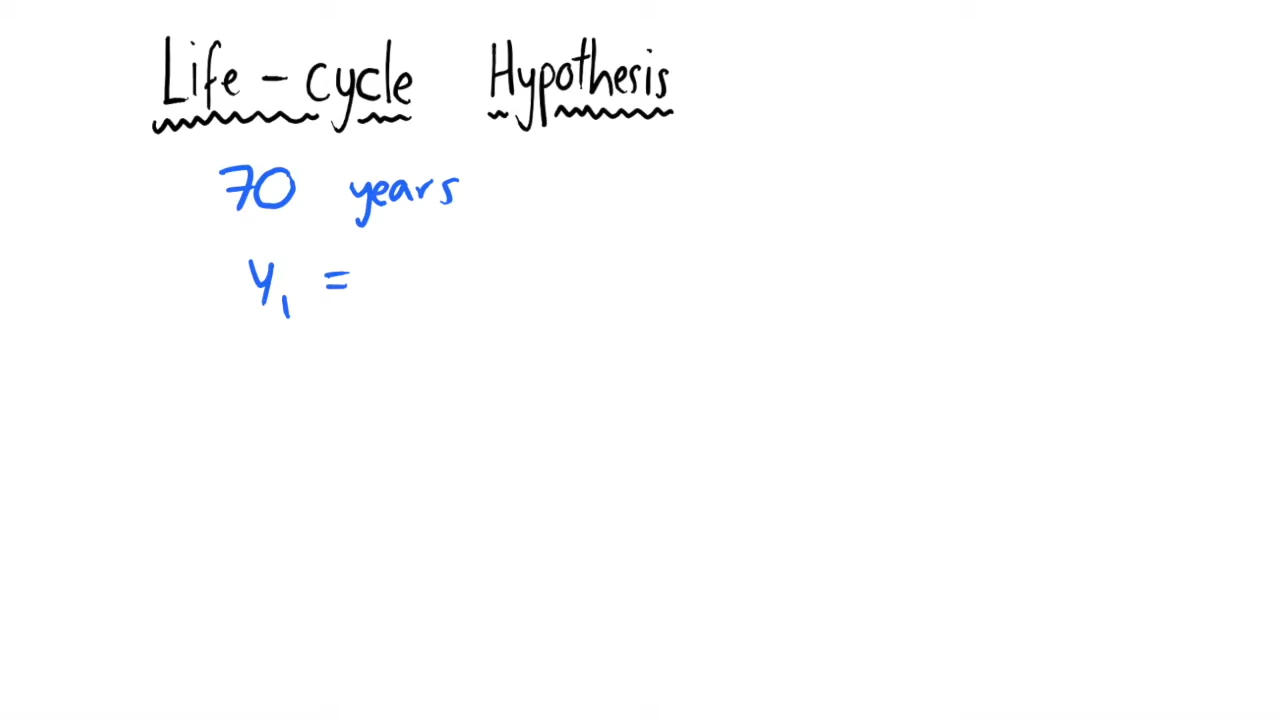 Life-cycle Hypothesis
70 years
y₁ =